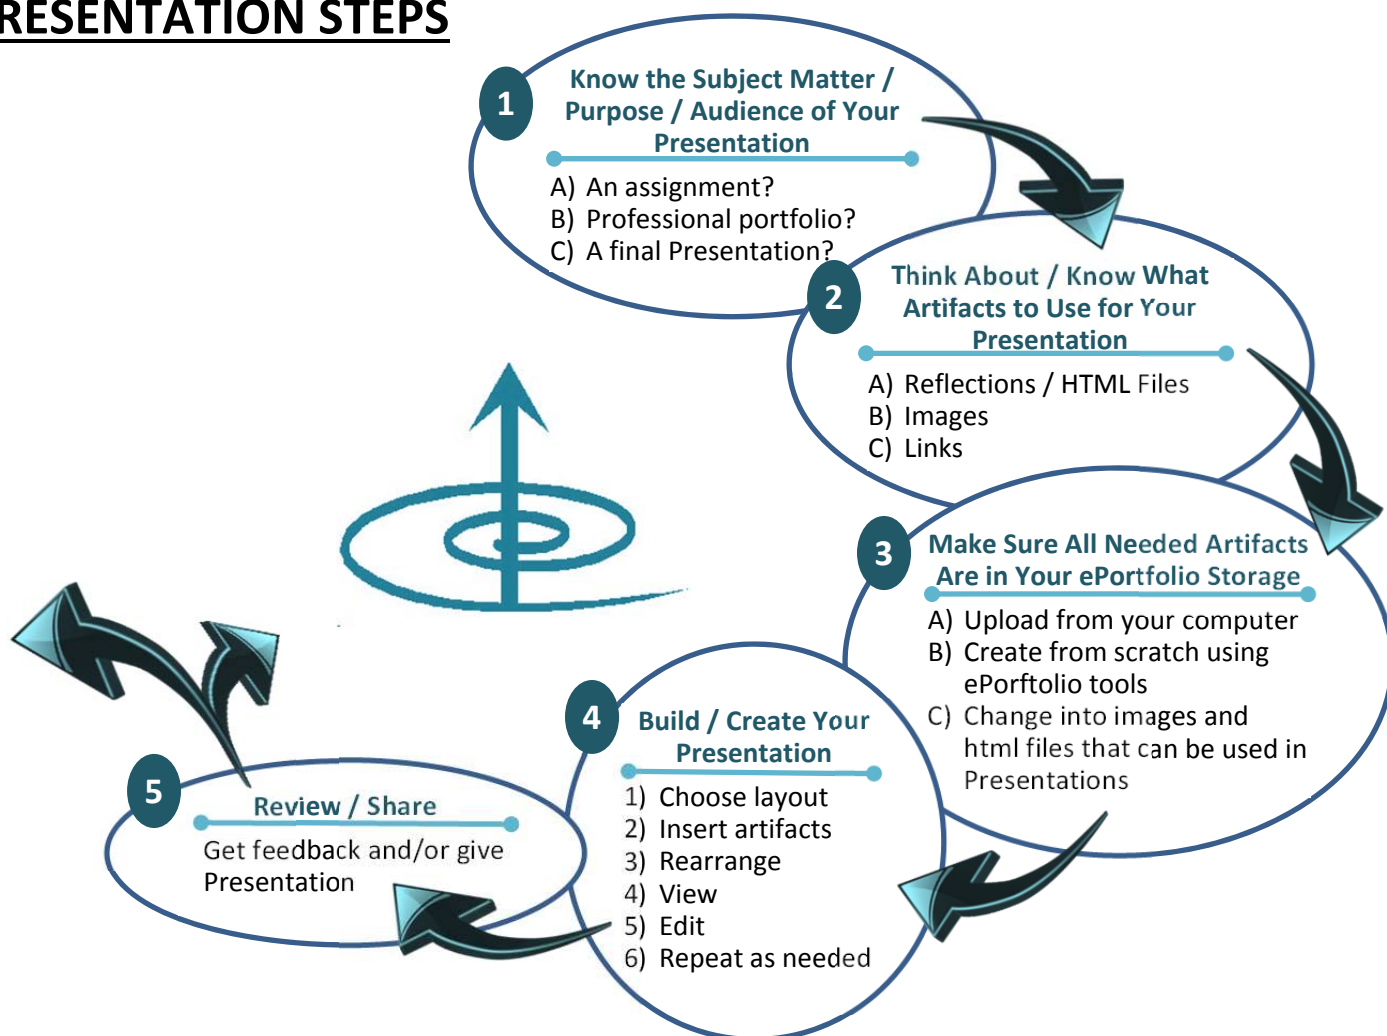 RESENTATION STEPS
1
Know the Subject Matter /
Purpose / Audience of Your
Presentation
A) An assignment?
B) Professional portfolio?
C) A final Presentation?
2
Think About / Know What
Artifacts to Use for Your
Presentation
A) Reflections / HTML Files
B) Images
C) Links
3
Make Sure All Needed Artifacts
Are in Your ePortfolio Storage
A) Upload from your computer
B) Create from scratch using
ePorftolio tools
C) Change into images and
html files that can be used in
Presentations
4
Build / Create Your
Presentation
1) Choose layout
2) Insert artifacts
3) Rearrange
4) View
5) Edit
6) Repeat as needed
5
Review / Share
Get feedback and/or give
Presentation